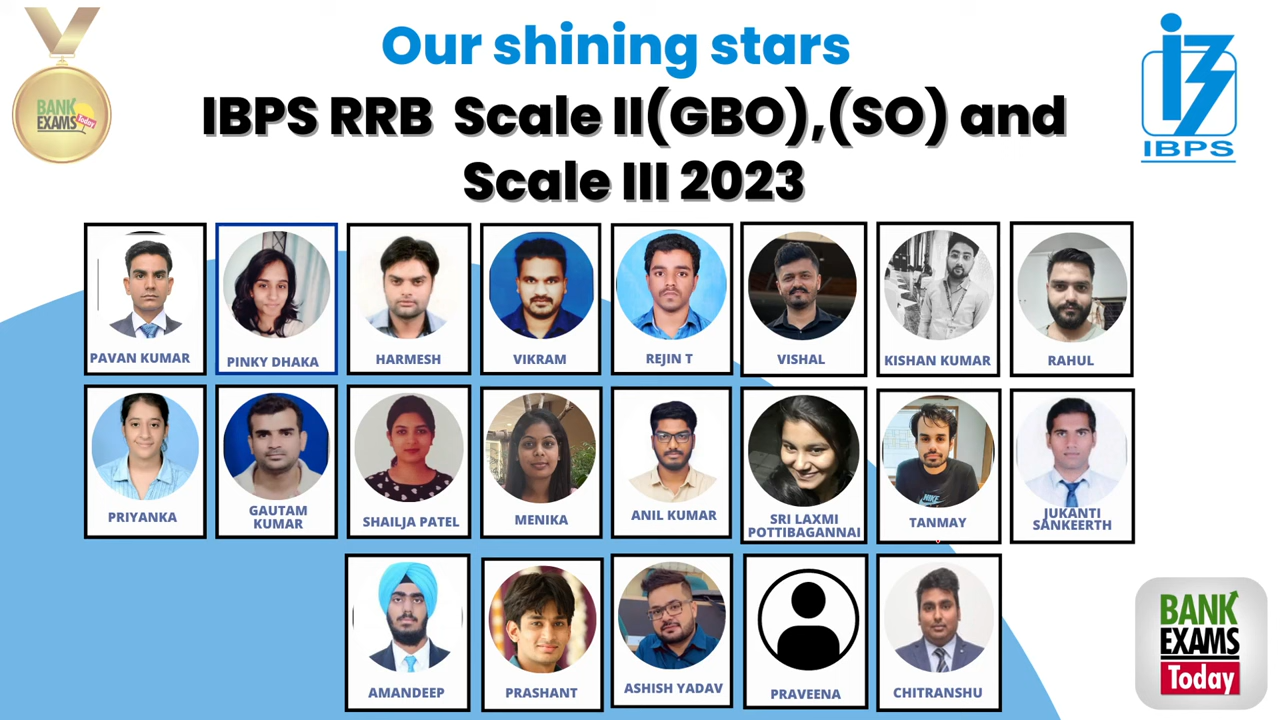 Our shining stars
IBPS RRB Scale II(GBO),(SO) and
Scale III 2023
BANK
EXAMS
Today
IBPS
PAVAN KUMAR
PINKY DHAKA
HARMESH
VIKRAM
REJIN T
VISHAL
KISHAN KUMAR
RAHUL
PRIYANKA
GAUTAM
KUMAR
SHAILJA PATEL
MENIKA
ANIL KUMAR
SRI LAXMI
POTTIBAGANNAI
TANMAY
NIKE
JUKANTI
SANKEERTH
AMANDEEP
PRASHANT
ASHISH YADAV
PRAVEENA
CHITRANSHU
BANK
EXAMS
Today